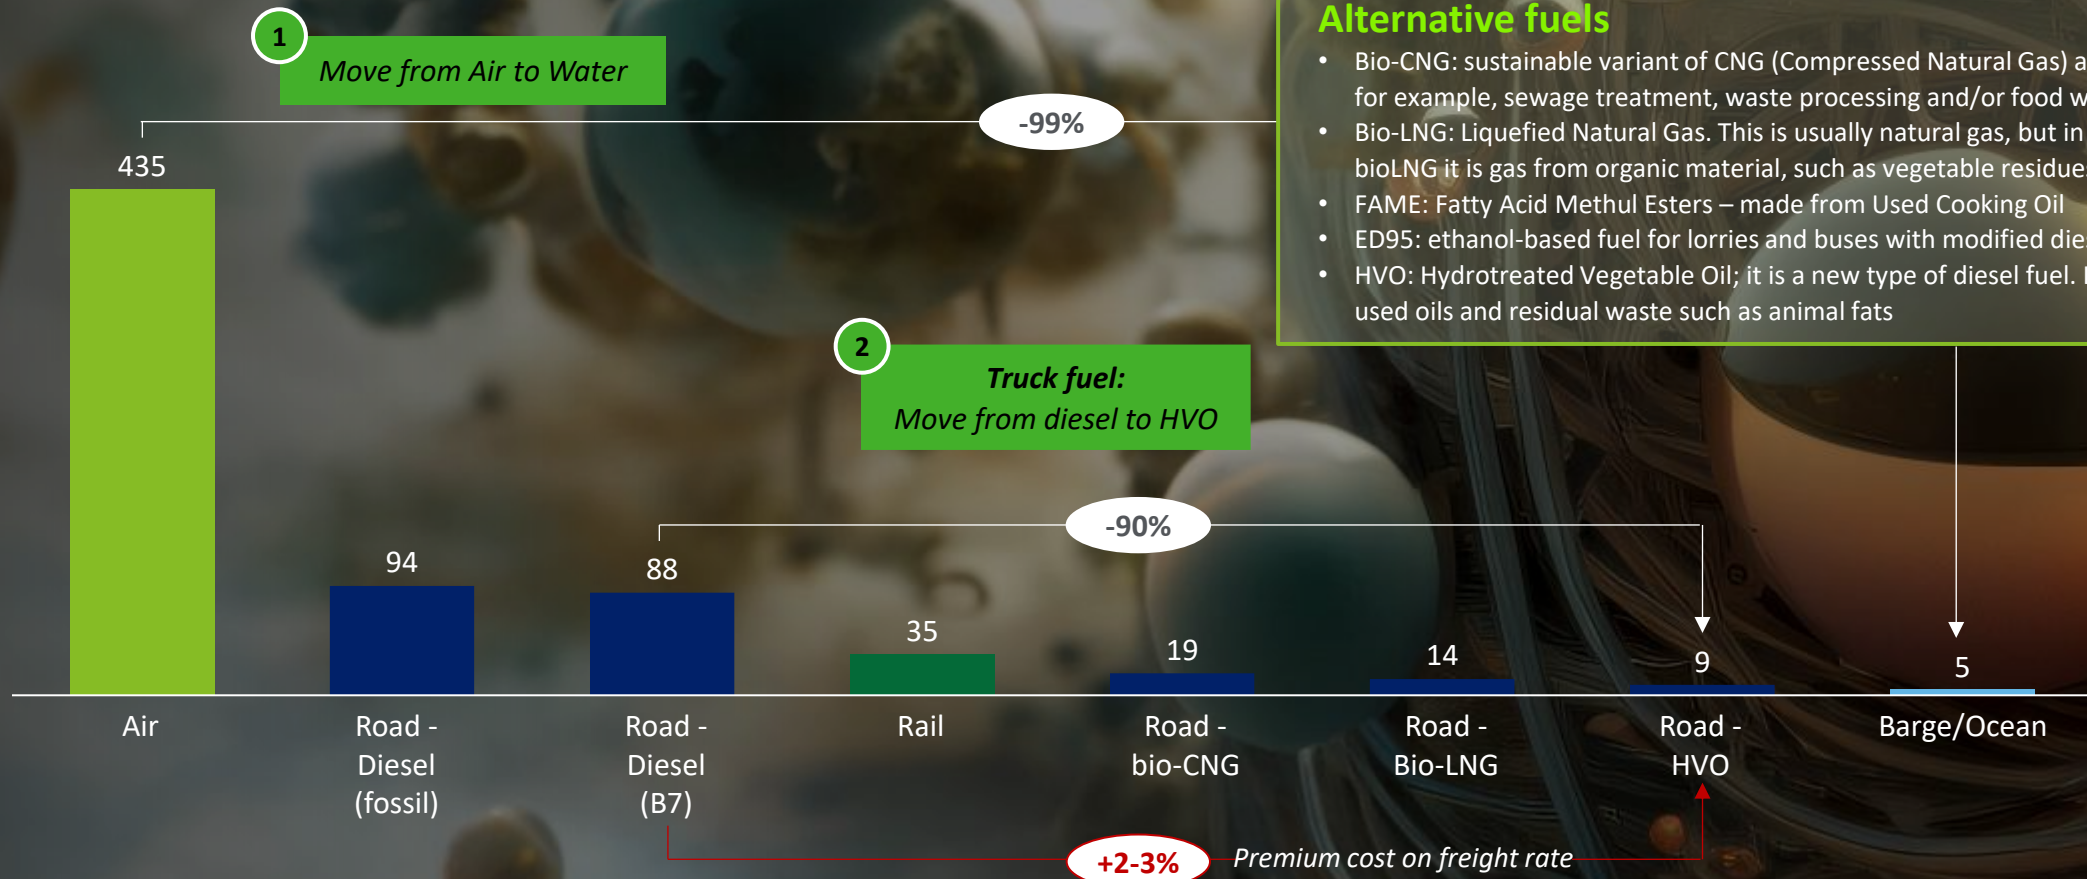 1
Move from Air to Water
-99%
435
Alternative fuels
• Bio-CNG: sustainable variant of CNG (Compressed Natural Gas)
for example, sewage treatment, waste processing and/or food
• Bio-LNG: Liquefied Natural Gas. This is usually natural gas, but in
bioLNG it is gas from organic material, such as vegetable residues
• FAME: Fatty Acid Methul Esters – made from Used Cooking Oil
• ED95: ethanol-based fuel for lorries and buses with modified
• HVO: Hydrotreated Vegetable Oil; it is a new type of diesel fuel.
used oils and residual waste such as animal fats
2
Truck fuel:
Move from diesel to HVO
-90%
94
88
35
19
14
9
5
Air
Road -
Diesel
(fossil)
Road -
Diesel
(B7)
Rail
Road -
bio-CNG
Road -
Bio-LNG
Road -
HVO
Barge/Ocean
+2-3%
Premium cost on freight rate